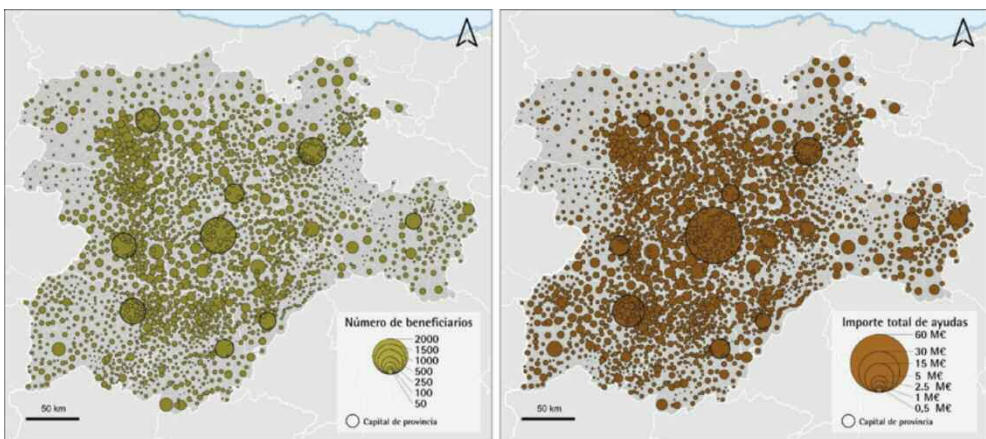 Número de beneficiarios
2000
1500
1000
500
250
100
50
50 km
Capital de provincia
Importe total de ayudas
60 M€
30 M€
15 M€
5 M€
2.5 M€
1 M€
0,5 M€
50 km
Capital de provincia